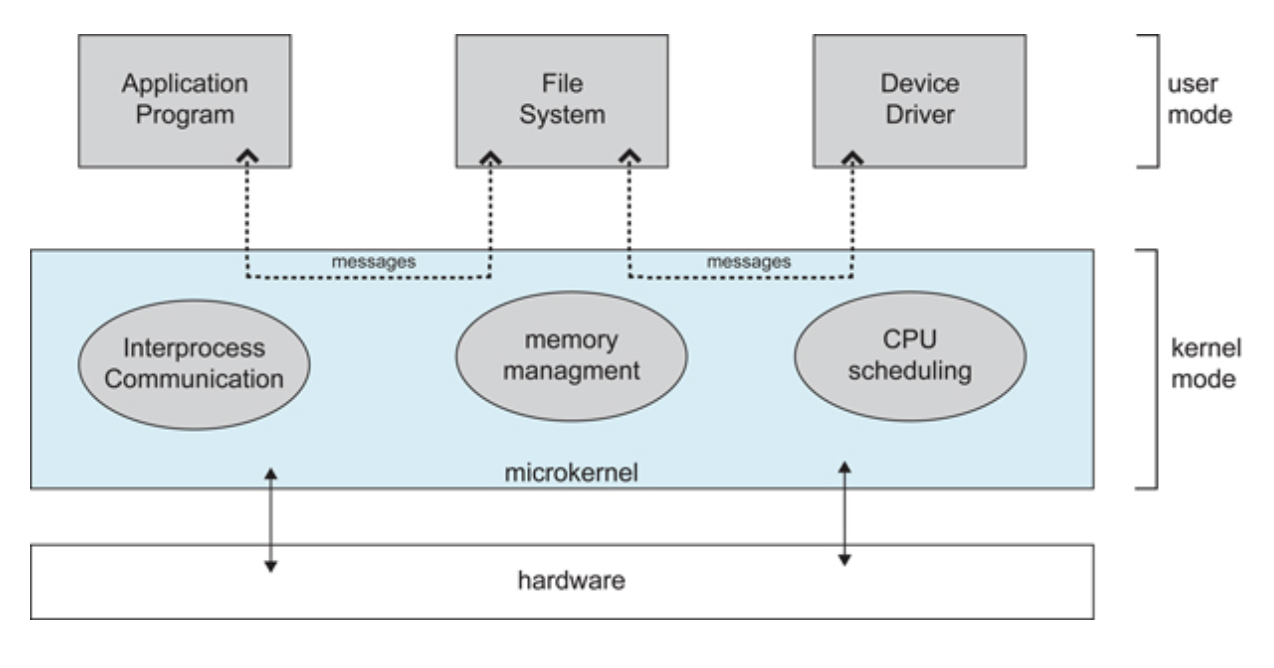 Application
Program
File
System
Device
Driver
user
mode
messages
messages
Interprocess
Communication
memory
managment
CPU
scheduling
kernel
mode
microkernel
hardware